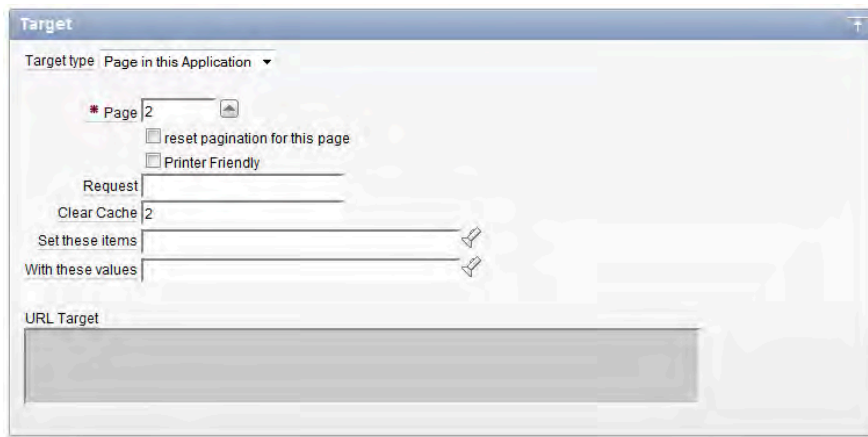 Target
Target type Page in this Application
* Page 2
reset pagination for this page
Printer Friendly
Request
Clear Cache 2
Set these items
With these values
URL Target